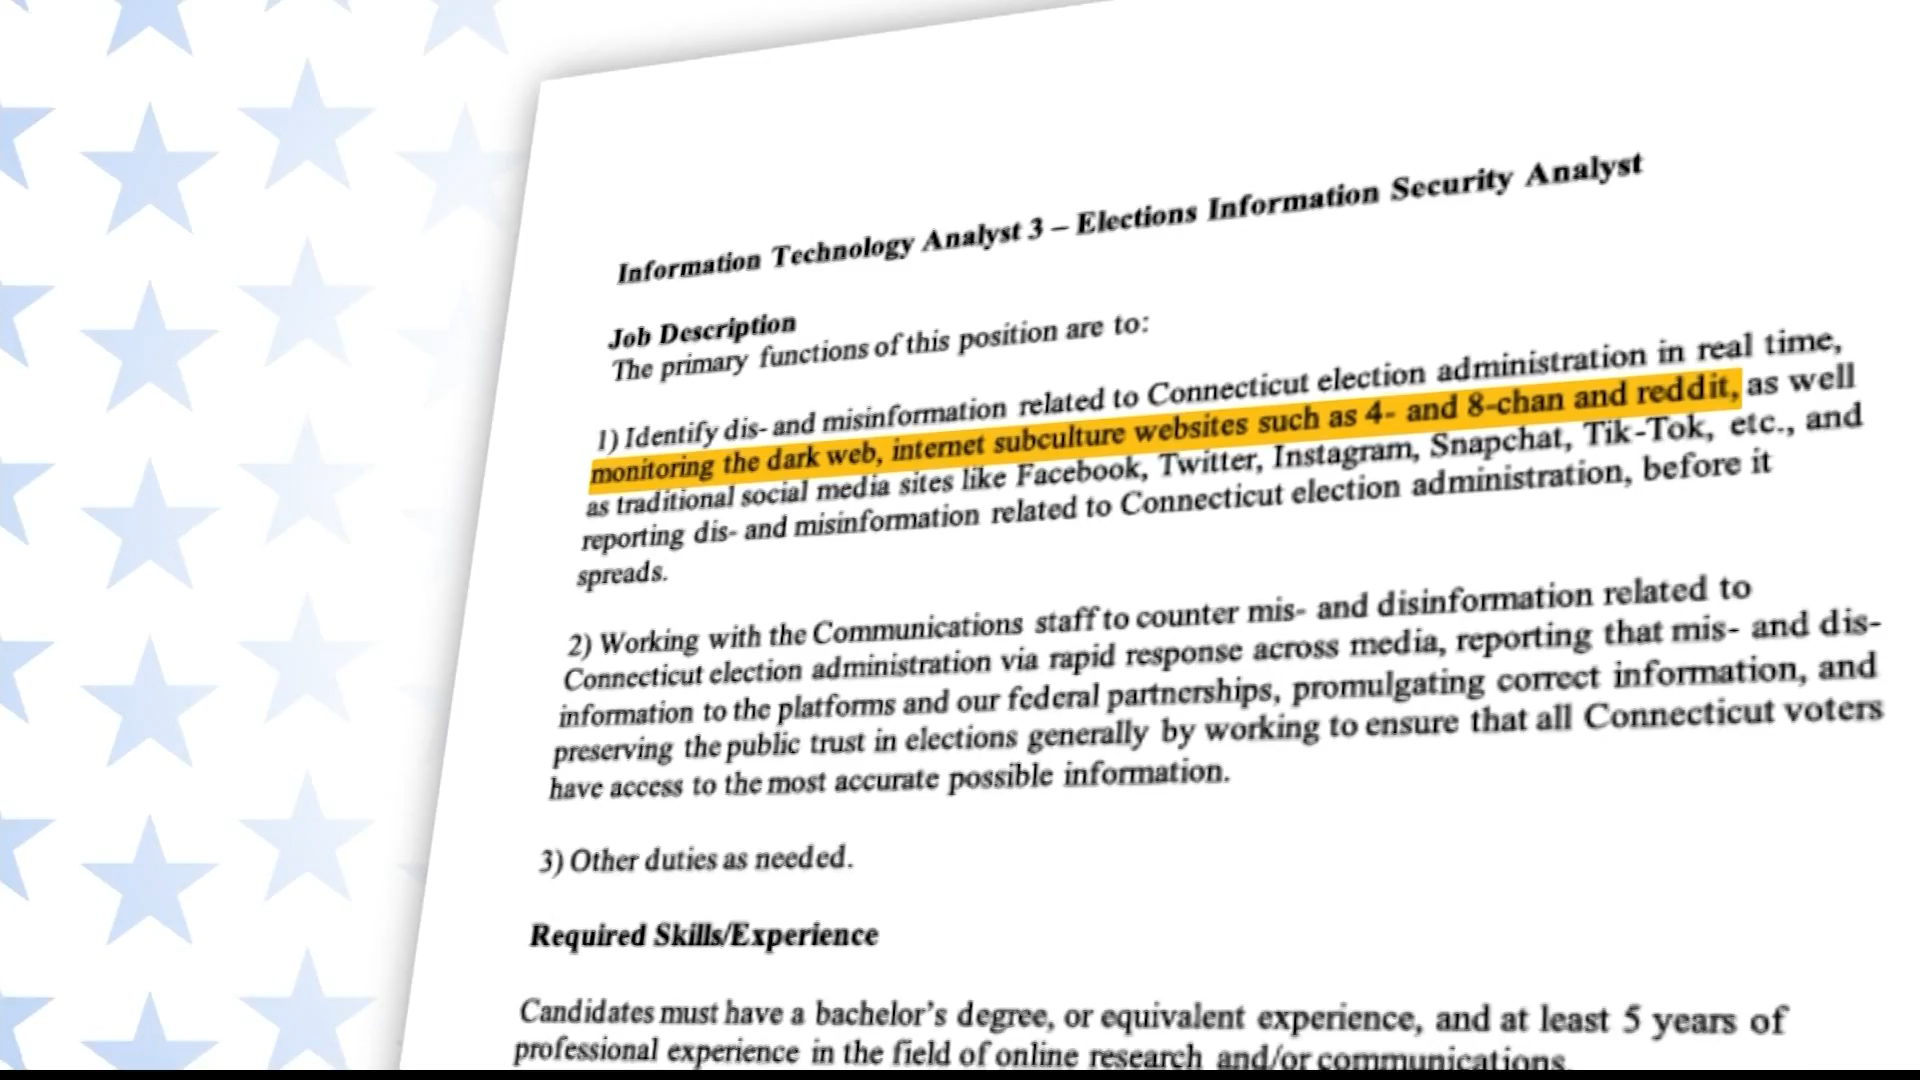 Information Technology Analyst 3 – Elections Information Security Analyst
Job Description
The primary functions of this position are to:
1) Identify dis- and misinformation related to Connecticut election administration in real time,
monitoring the dark web, internet subculture websites such as 4- and 8-chan and reddit, as well
as traditional social media sites like Facebook, Twitter, Instagram, Snapchat, Tik-Tok, etc., and
reporting dis- and misinformation related to Connecticut election administration, before it
spreads.
2) Working with the Communications staff to counter mis- and disinformation related to
Connecticut election administration via rapid response across media, reporting that mis- and dis-
information to the platforms and our federal partnerships, promulgating correct information, and
preserving the public trust in elections generally by working to ensure that all Connecticut voters
have access to the most accurate possible information.
3) Other duties as needed.
Required Skills/Experience
Candidates must have a bachelor’s degree, or equivalent experience, and at least 5 years of
professional experience in the field of online research and/or communications.